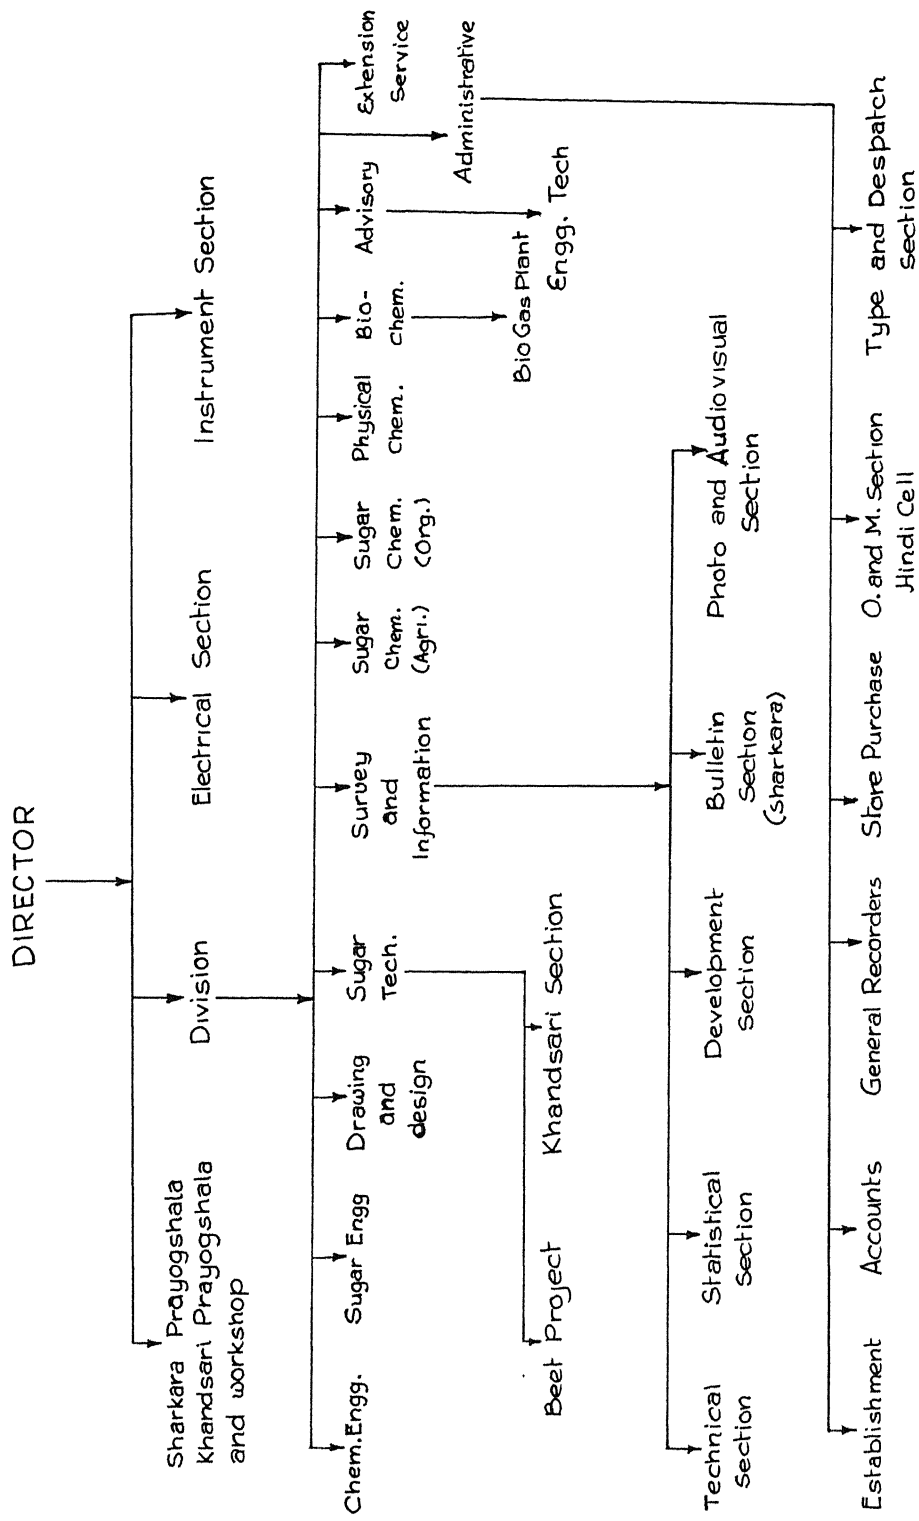 DIRECTOR
Sharkara Prayogshala
Khandsari Prayogshala
and workshop
Division
Electrical Section
Instrument Section
Chem.Engg.
Sugar Engg
Drawing
and
design
Sugar
Tech.
Survey
and
Information
Sugar
Chem.
(Agri.)
Sugar
Chem.
(Org.)
Physical
Chem.
Bio-
Chem.
Advisory
Administrative
Extension
Service
Beet Project
Khandsari Section
Bio Gas Plant
Engg. Tech
Technical
Section
Statistical
Section
Development
Section
Bulletin
Section
(Sharkara)
Photo and Audiovisual
Section
Establishment
Accounts
General Recorders
Store Purchase
O. and M. Section
Hindi Cell
Type and Despatch
Section